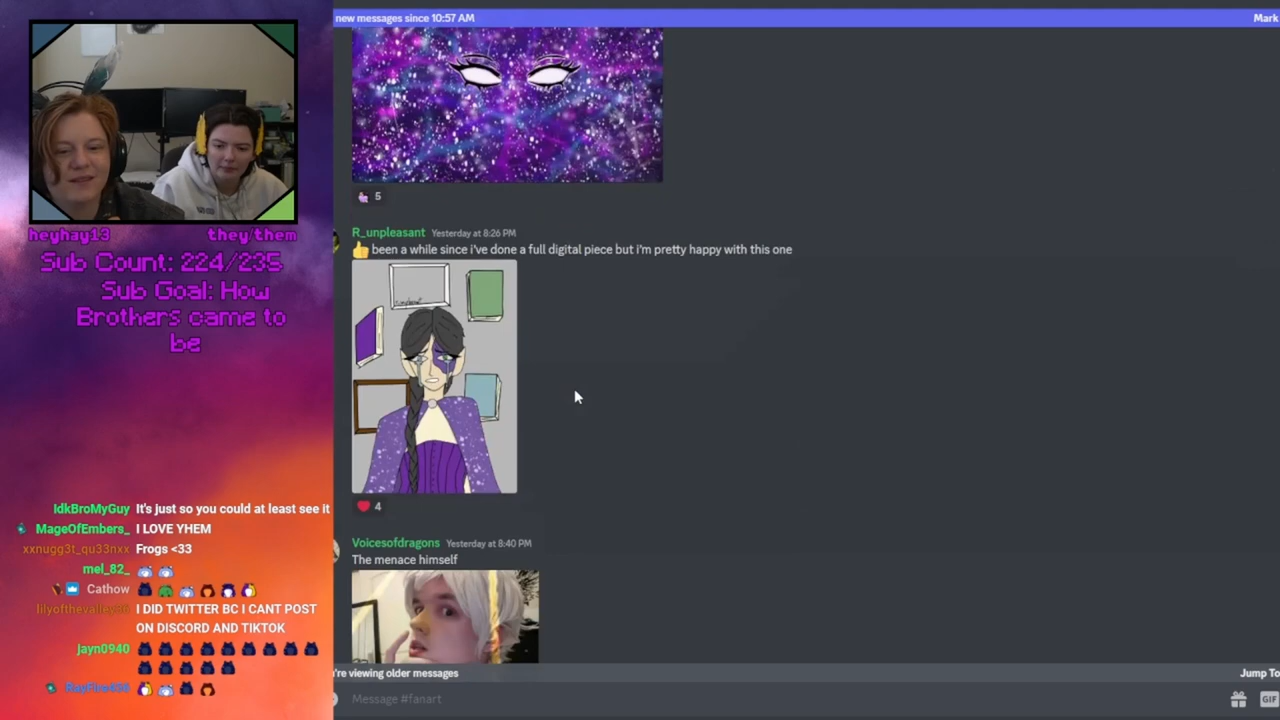 new messages since 10:57 AM
Mark
5
R_unpleasant Yesterday at 8:26 PM
👍 been a while since i've done a full digital piece but i'm pretty happy with this one
4
Voicesofdragons Yesterday at 8:40 PM
The menace himself
're viewing older messages
Jump To
Message #fanart
GIF
heyhay13
they/them
Sub Count: 224/235
Sub Goal: How
Brothers came to
be
IdkBroMyGuy It's just so you could at least see it
MageOfEmbers_ I LOVE YHEM
xxnugg3t_qu33nxx Frogs <33
mel_82_
Cathow
I DID TWITTER BC I CANT POST
ON DISCORD AND TIKTOK
jayn0940